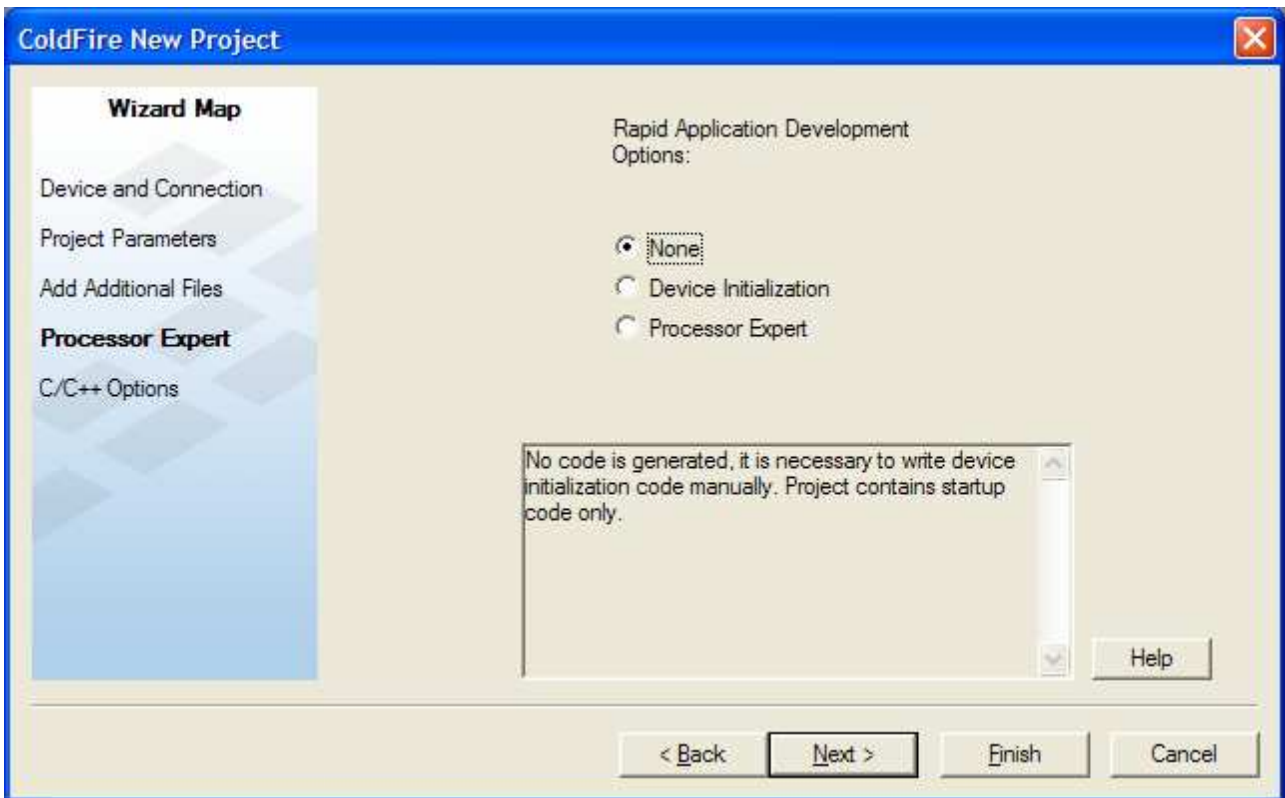 ColdFire New Project
Wizard Map
Device and Connection
Project Parameters
Add Additional Files
Processor Expert
C/C++ Options
Rapid Application Development
Options:
None
Device Initialization
Processor Expert
No code is generated, it is necessary to write device
initialization code manually. Project contains startup
code only.
Help
< Back
Next >
Finish
Cancel